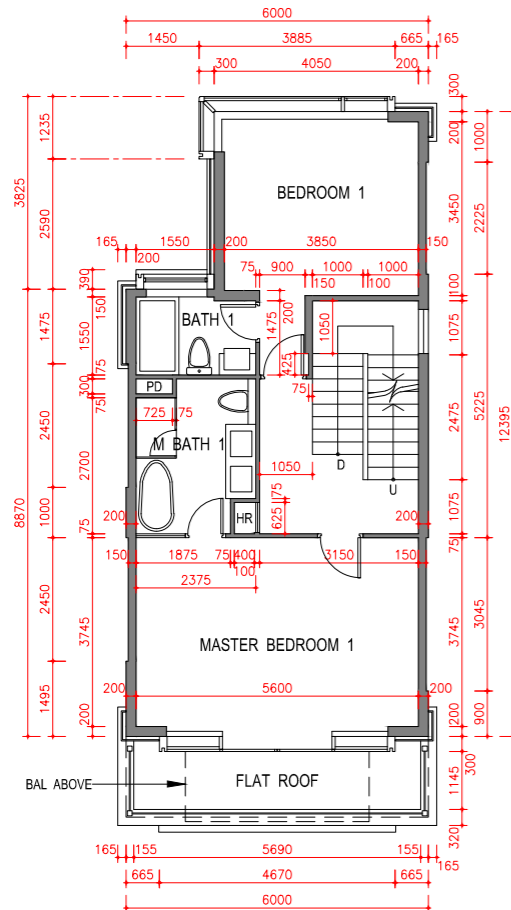 6000
1450 3885 665 165
300 4050 200
300
1235 200 1000
3825
BEDROOM 1
3450 2225
2590
165 1550 200 3850 150
200
75 900 1000 1000
150 100
390 100
150 1475 200
BATH 1
1475 1550 1050 1075
425
75
300 PD 75
75
725 75
2450 M BATH 1 2475 5225 12395
1050
D
U
8870 2700
1000 75
HR
625 1075
200 200
75 75
150 1875 75 400 3150 150
100
2375
2450 3745 MASTER BEDROOM 1 3745 3045
200 5600 200
1495 200 200 900
300
BAL ABOVE FLAT ROOF 1145
320
165 155 5690 155 165
665 4670 665
6000